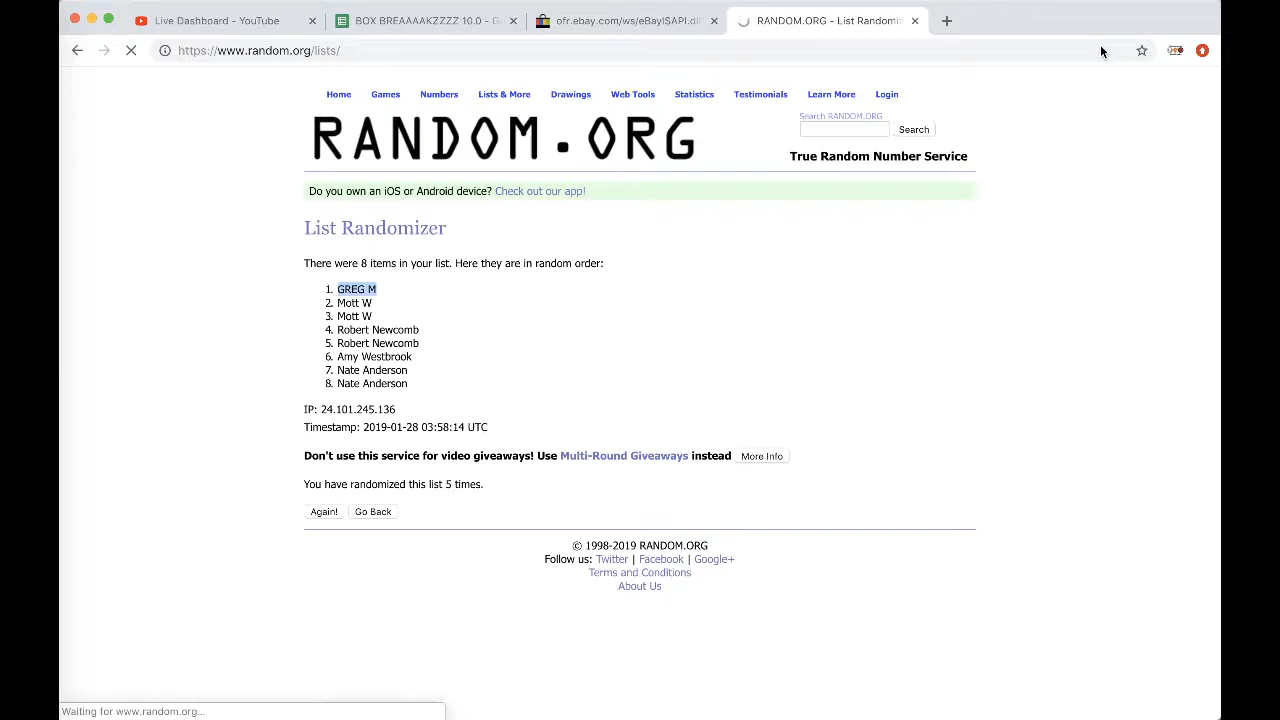 Live Dashboard - YouTube
BOX BREAAAAKZZZZ 10.0 - G
ofr.ebay.com/ws/eBayISAPI.dl
RANDOM.ORG - List Randomiz
https://www.random.org/lists/
Home Games Numbers Lists & More Drawings Web Tools Statistics Testimonials Learn More Login
RANDOM.ORG
Search RANDOM.ORG
Search
True Random Number Service
Do you own an iOS or Android device? Check out our app!
List Randomizer
There were 8 items in your list. Here they are in random order:
1. GREG M
2. Mott W
3. Mott W
4. Robert Newcomb
5. Robert Newcomb
6. Amy Westbrook
7. Nate Anderson
8. Nate Anderson
IP: 24.101.245.136
Timestamp: 2019-01-28 03:58:14 UTC
Don't use this service for video giveaways! Use Multi-Round Giveaways instead More Info
You have randomized this list 5 times.
Again! Go Back
© 1998-2019 RANDOM.ORG
Follow us: Twitter | Facebook | Google+
Terms and Conditions
About Us
Waiting for www.random.org...